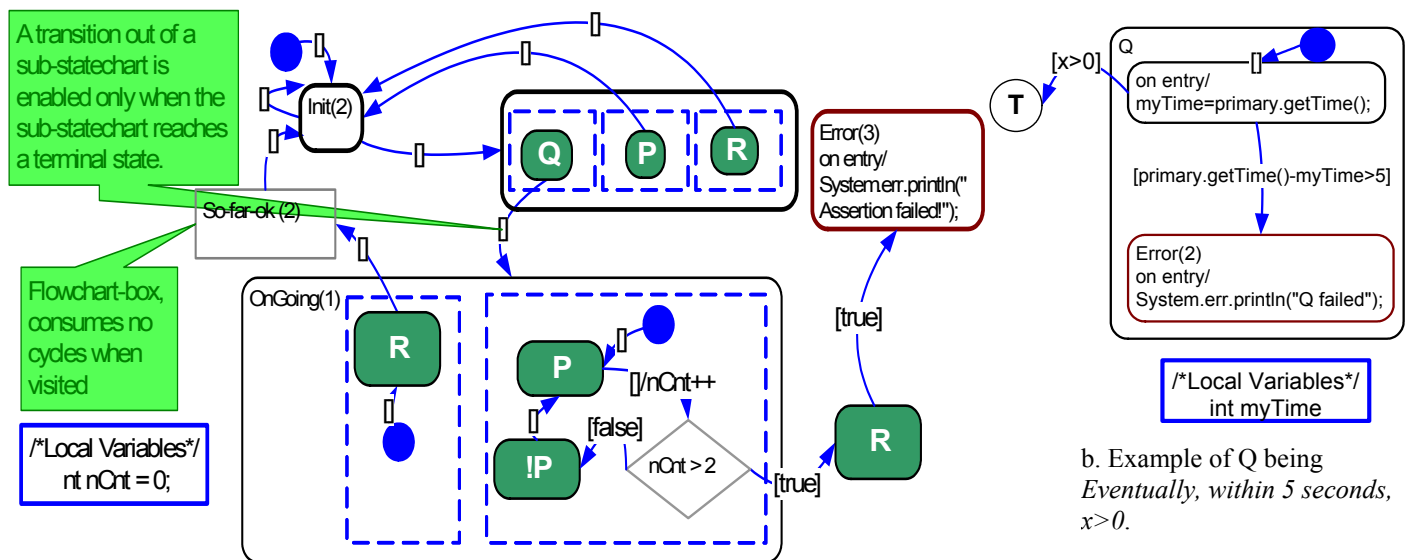 A transition out of a
sub-statechart is
enabled only when the
sub-statechart reaches
a terminal state.
Flowchart-box,
consumes no
cycles when
visited
/*Local Variables*/
nt nCnt = 0;
[]
[]
[]
[]
[]
Init(2)
[]
So-far-ok (2)
Q
P
R
[]
[]
OnGoing(1)
R
[]
P
[]
[]/nCnt++
[]
[false]
!P
nCnt > 2
[true]
R
[true]
Error(3)
on entry/
System.err.println("
Assertion failed!");
T
[x>0]
Q
[]
on entry/
myTime=primary.getTime();
[primary.getTime()-myTime>5]
Error(2)
on entry/
System.err.println("Q failed");
/*Local Variables*/
int myTime
b. Example of Q being
Eventually, within 5 seconds,
x>0.